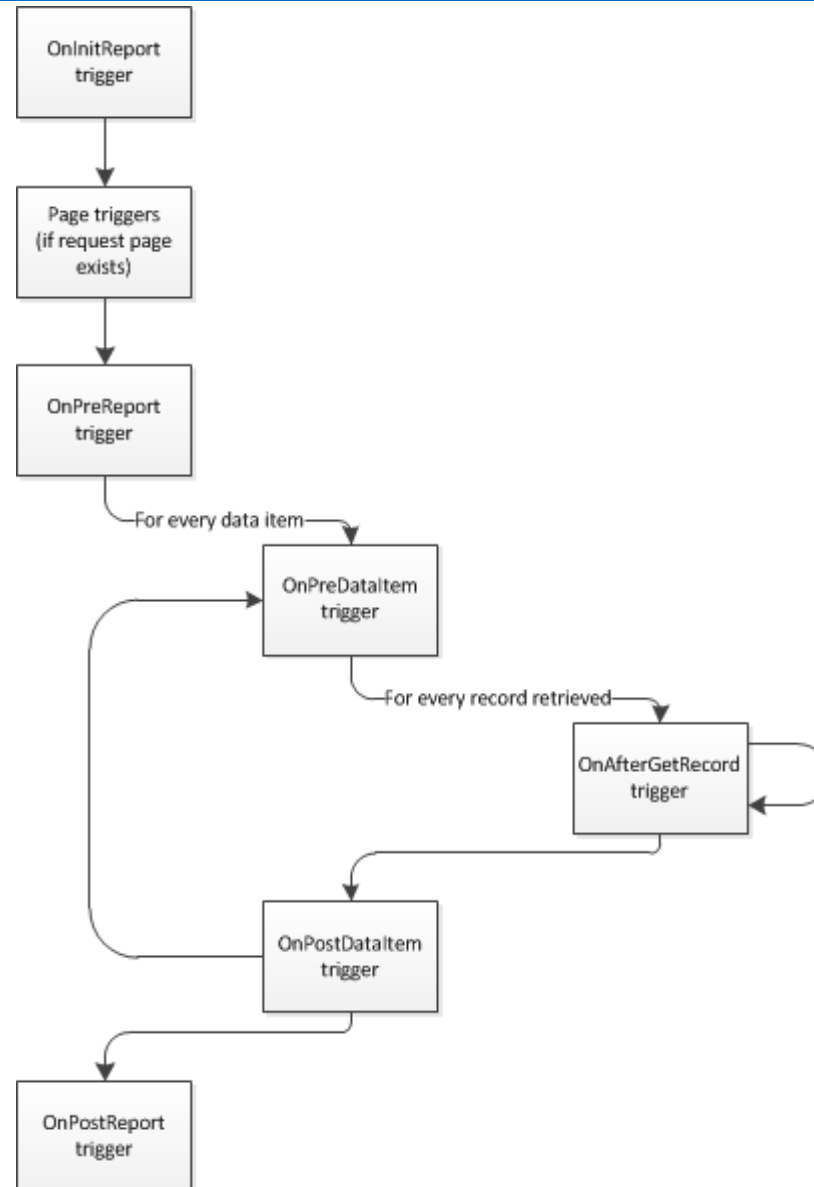 OnInitReport
trigger
Page triggers
(if request page
exists)
OnPreReport
trigger
For every data item
OnPreDataItem
trigger
For every record retrieved
OnAfterGetRecord
trigger
OnPostDataItem
trigger
OnPostReport
trigger